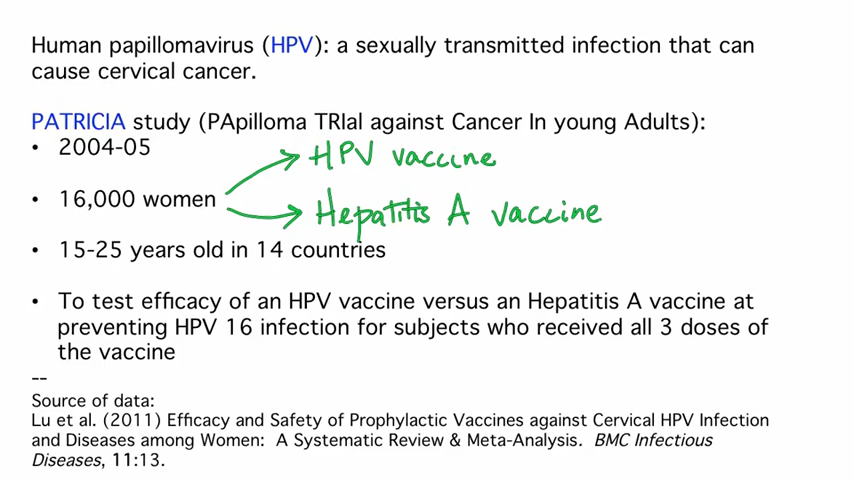 Human papillomavirus (HPV): a sexually transmitted infection that can
cause cervical cancer.
PATRICIA study (PApilloma TRIal against Cancer In young Adults):
• 2004-05
HPV vaccine
• 16,000 women
Hepatitis A vaccine
• 15-25 years old in 14 countries
• To test efficacy of an HPV vaccine versus an Hepatitis A vaccine at
preventing HPV 16 infection for subjects who received all 3 doses of
the vaccine
--
Source of data:
Lu et al. (2011) Efficacy and Safety of Prophylactic Vaccines against Cervical HPV Infection
and Diseases among Women: A Systematic Review & Meta-Analysis. BMC Infectious
Diseases, 11:13.